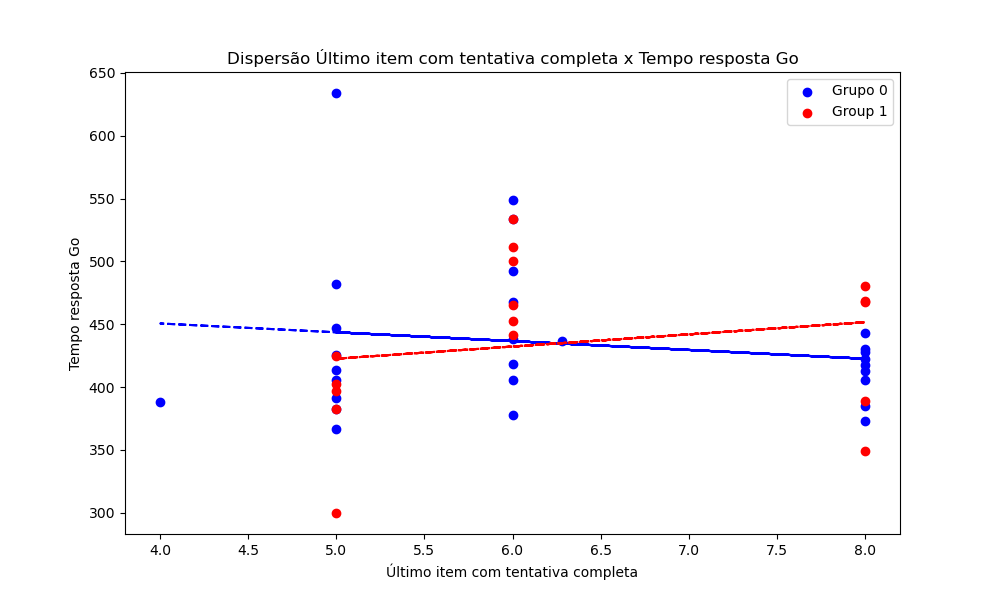 Dispersão Último item com tentativa completa x Tempo resposta Go
Grupo 0
Group 1
Tempo resposta Go
650
600
550
500
450
400
350
300
4.0 4.5 5.0 5.5 6.0 6.5 7.0 7.5 8.0
Último item com tentativa completa